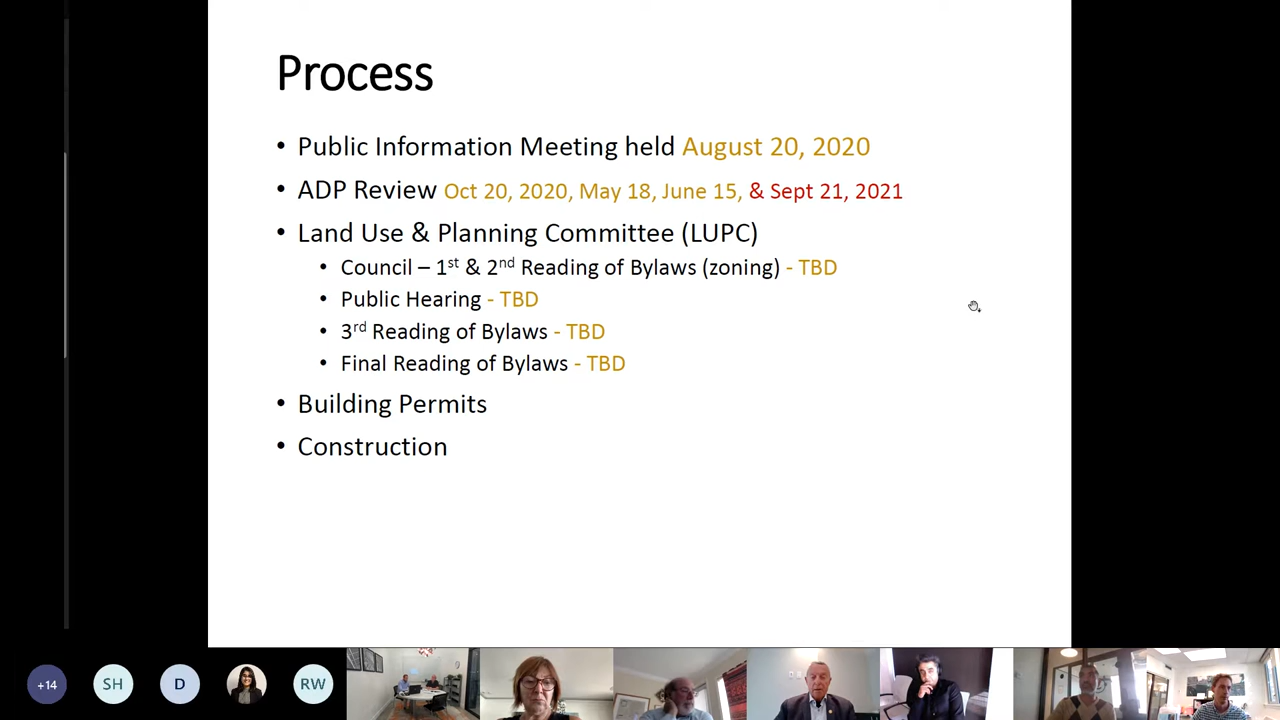 Process
• Public Information Meeting held August 20, 2020
• ADP Review Oct 20, 2020, May 18, June 15, & Sept 21, 2021
• Land Use & Planning Committee (LUPC)
• Council – 1st & 2nd Reading of Bylaws (zoning) - TBD
• Public Hearing - TBD
• 3rd Reading of Bylaws - TBD
• Final Reading of Bylaws - TBD
• Building Permits
• Construction
+14 SH D RW